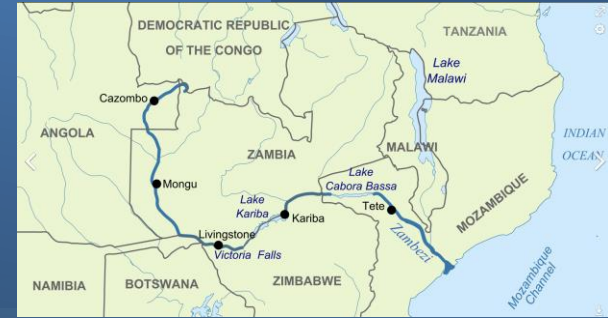 DEMOCRATIC REPUBLIC
OF THE CONGO
TANZANIA
Lake
Malawi
Cazombo
ANGOLA
INDIAN
OCEAN
ZAMBIA
MALAWI
Mongu
Lake
Cabora Bassa
Lake
Kariba
Kariba
Tete
MOZAMBIQUE
Zambezi
Livingstone
Victoria Falls
NAMIBIA
BOTSWANA
ZIMBABWE
Mozambique
Channel